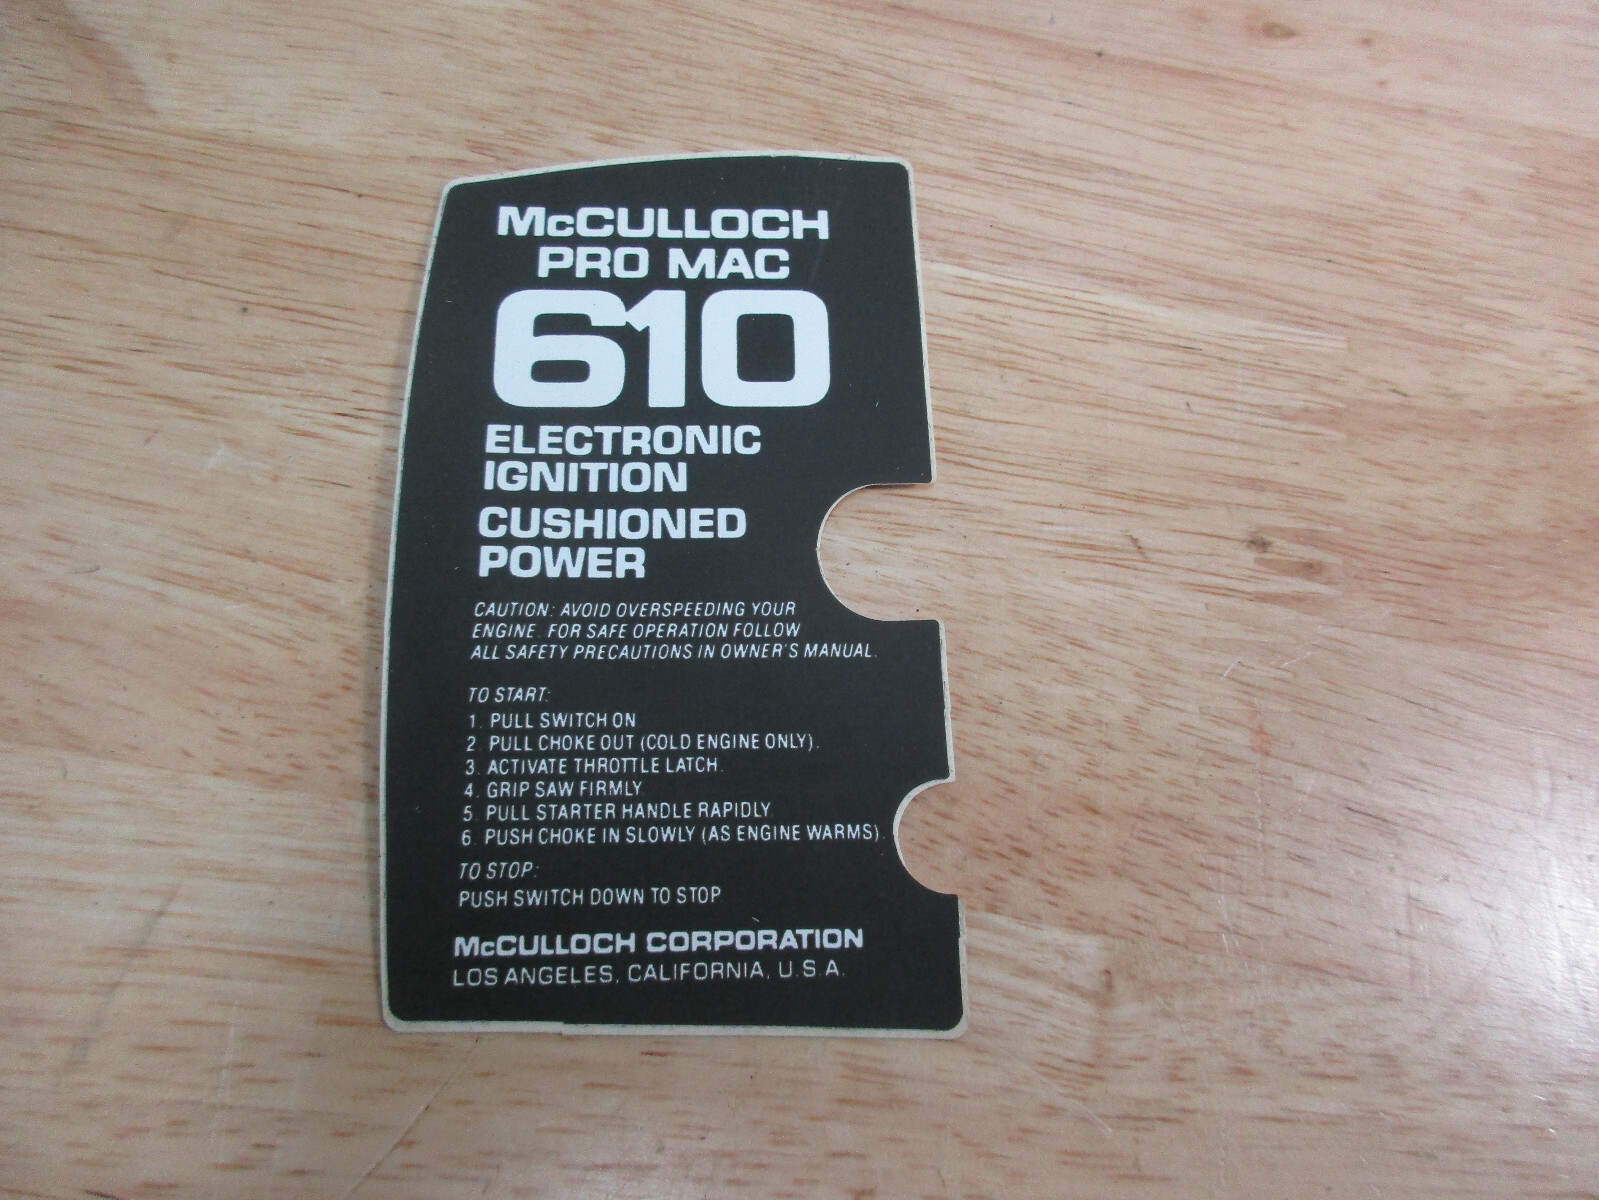 McCULLOCH
PRO MAC
610
ELECTRONIC
IGNITION
CUSHIONED
POWER
CAUTION: AVOID OVERSPEEDING YOUR
ENGINE. FOR SAFE OPERATION FOLLOW
ALL SAFETY PRECAUTIONS IN OWNER'S MANUAL.
TO START:
1. PULL SWITCH ON
2. PULL CHOKE OUT (COLD ENGINE ONLY).
3. ACTIVATE THROTTLE LATCH.
4. GRIP SAW FIRMLY
5. PULL STARTER HANDLE RAPIDLY
6. PUSH CHOKE IN SLOWLY (AS ENGINE WARMS).
TO STOP:
PUSH SWITCH DOWN TO STOP
McCULLOCH CORPORATION
LOS ANGELES, CALIFORNIA, U.S.A.